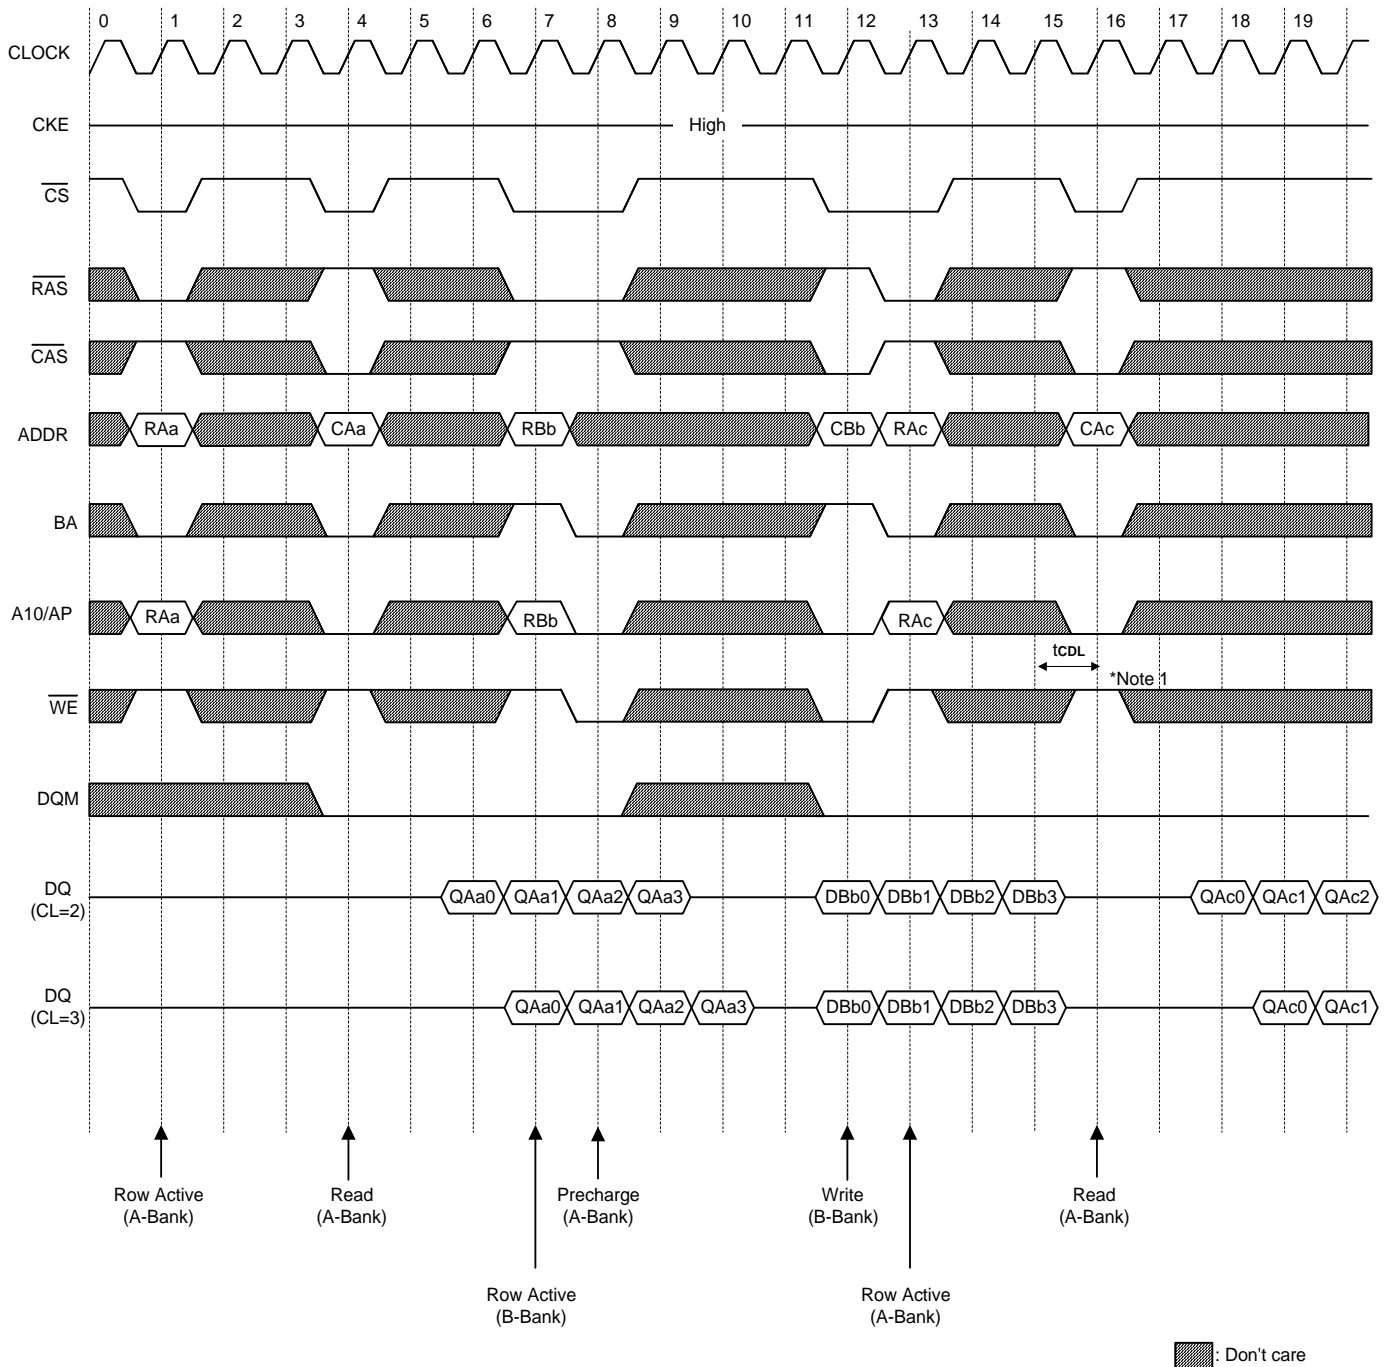 0 1 2 3 4 5 6 7 8 9 10 11 12 13 14 15 16 17 18 19
CLOCK
CKE High
CS
RAS
CAS
ADDR RAa CAa RBb CBb RAc CAc
BA
A10/AP RAa RBb RAc
tCDL
*Note 1
WE
DQM
DQ
(CL=2) QAa0 QAa1 QAa2 QAa3 DBb0 DBb1 DBb2 DBb3 QAc0 QAc1 QAc2
DQ
(CL=3) QAa0 QAa1 QAa2 QAa3 DBb0 DBb1 DBb2 DBb3 QAc0 QAc1
Row Active
(A-Bank)
Read
(A-Bank)
Precharge
(A-Bank)
Write
(B-Bank)
Read
(A-Bank)
Row Active
(B-Bank)
Row Active
(A-Bank)
: Don't care